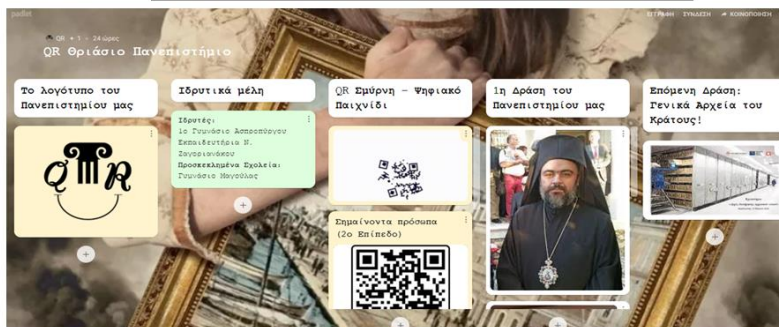 padlet
ΕΓΓΡΑΦΗ ΣΥΝΔΕΣΗ ΚΟΙΝΟΠΟΙΗΣΗ
QR + 1 • 24 ώρες
QR Θριάσιο Πανεπιστήμιο
Το λογότυπο του
Πανεπιστημίου μας
QR
Ιδρυτικά μέλη
Ιδρυτές:
1ο Γυμνάσιο Ασπροπύργου
Εκπαιδευτήρια Ν.
Ζαγοριανάκου
Προσκεκλημένα Σχολεία:
Γυμνάσιο Μαγούλας
QR Σμύρνη – Ψηφιακό
Παιχνίδι
Σημαίνοντα πρόσωπα
(2ο Επίπεδο)
1η Δράση του
Πανεπιστημίου μας
Επόμενη Δράση:
Γενικά Αρχεία του
Κράτους!